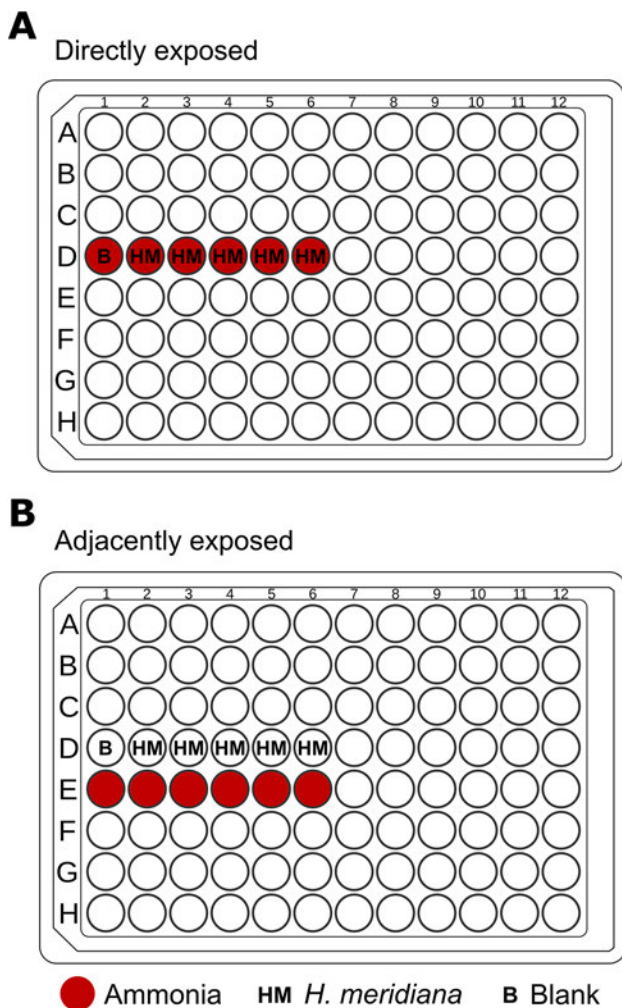 A
Directly exposed
1 2 3 4 5 6 7 8 9 10 11 12
A
B
C
D B HM HM HM HM HM
E
F
G
H
B
Adjacently exposed
1 2 3 4 5 6 7 8 9 10 11 12
A
B
C
D B HM HM HM HM HM
E
F
G
H
Ammonia HM H. meridiana B Blank